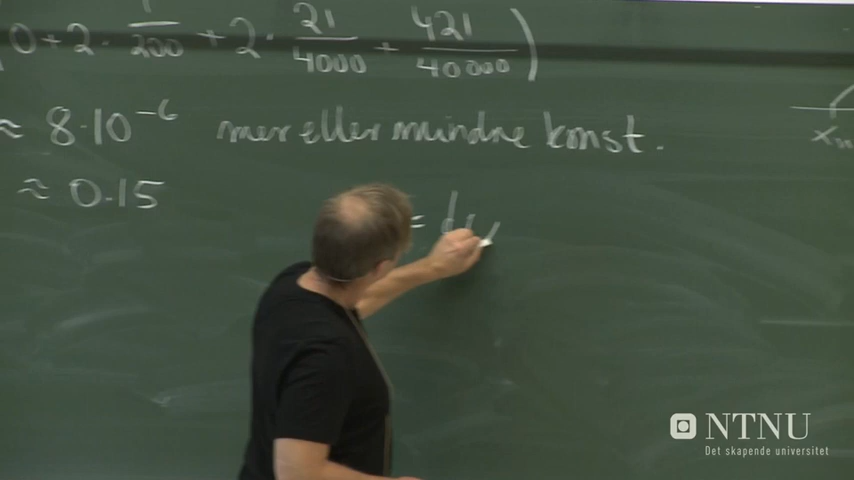 0 + 2 · 1/200 + 2 · 21/4000 + 421/40000 )
≈ 8·10⁻⁶ mer eller mindre konst.
≈ 0.15
=
NTNU
Det skapende universitet